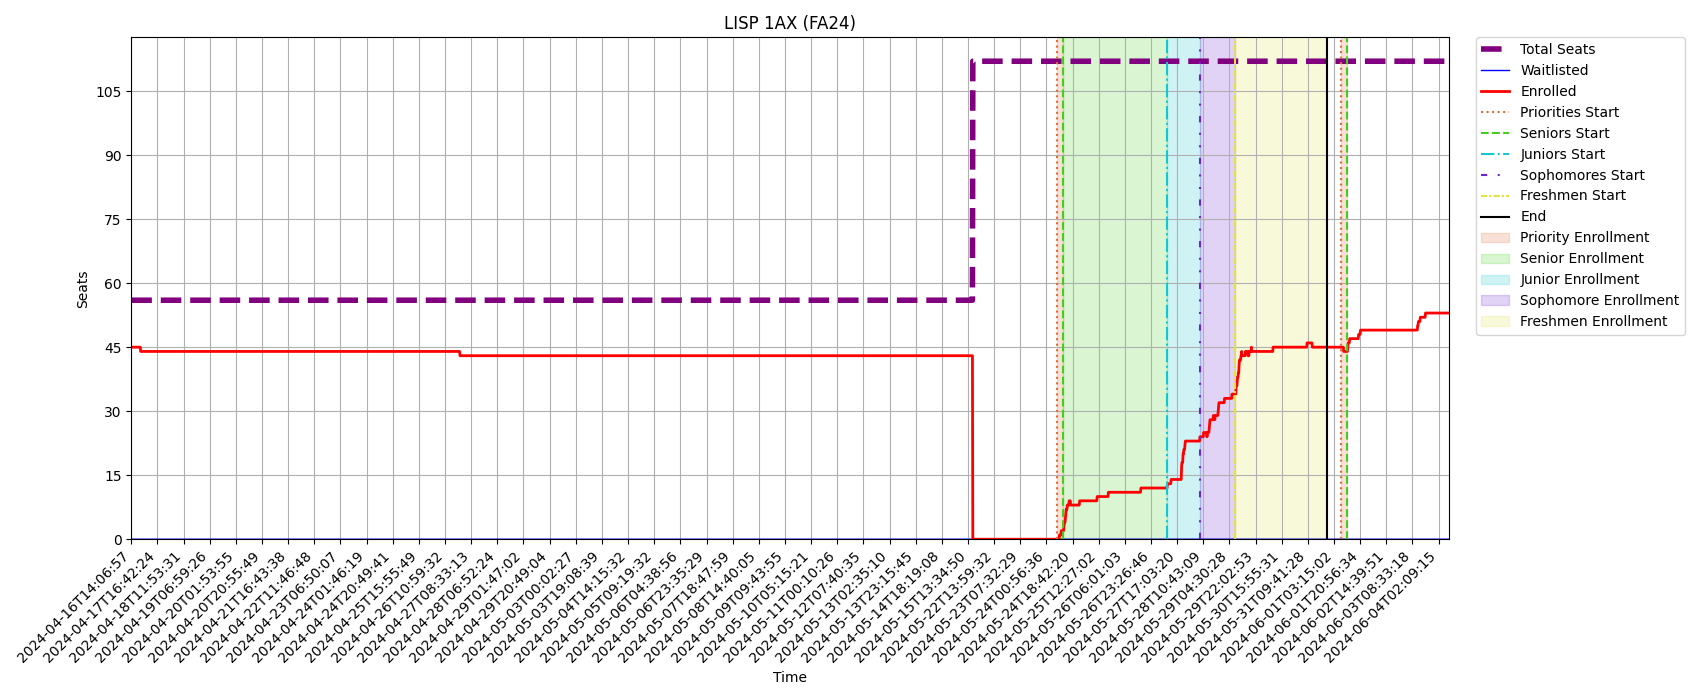 LISP 1AX (FA24)
Total Seats
Waitlisted
Enrolled
Priorities Start
Seniors Start
Juniors Start
Sophomores Start
Freshmen Start
End
Priority Enrollment
Senior Enrollment
Junior Enrollment
Sophomore Enrollment
Freshmen Enrollment
Seats
105
90
75
60
45
30
15
0
2024-04-16T14:06:57
2024-04-17T16:42:24
2024-04-18T11:53:31
2024-04-19T06:59:26
2024-04-20T01:53:55
2024-04-20T20:55:49
2024-04-21T16:43:38
2024-04-22T11:46:48
2024-04-23T06:50:07
2024-04-24T01:46:19
2024-04-24T20:49:41
2024-04-25T15:55:49
2024-04-26T10:59:32
2024-04-27T08:33:13
2024-04-28T06:52:24
2024-04-29T01:47:02
2024-04-29T20:49:04
2024-05-03T00:02:27
2024-05-03T19:08:39
2024-05-04T14:15:32
2024-05-05T09:19:32
2024-05-06T04:38:56
2024-05-06T23:35:29
2024-05-07T18:47:59
2024-05-08T14:40:05
2024-05-09T09:43:55
2024-05-10T05:15:21
2024-05-11T00:10:26
2024-05-12T07:40:35
2024-05-13T02:35:10
2024-05-13T23:15:45
2024-05-14T18:19:08
2024-05-15T13:34:50
2024-05-22T13:59:32
2024-05-23T07:32:29
2024-05-24T00:56:36
2024-05-24T18:42:20
2024-05-25T12:27:02
2024-05-26T06:01:03
2024-05-26T23:26:46
2024-05-27T17:03:20
2024-05-28T10:43:09
2024-05-29T04:30:28
2024-05-29T22:02:53
2024-05-30T15:55:31
2024-05-31T09:41:28
2024-06-01T03:15:02
2024-06-01T20:56:34
2024-06-02T14:39:51
2024-06-03T08:33:18
2024-06-04T02:09:15
Time